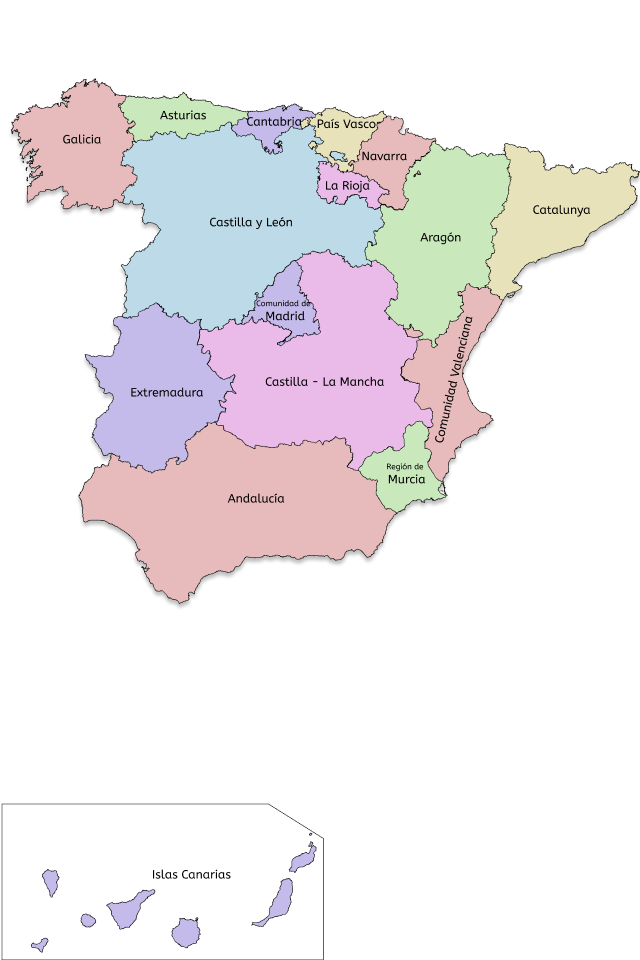 Asturias
Cantabria
País Vasco
Galicia
Navarra
La Rioja
Castilla y León
Catalunya
Aragón
Comunidad de
Madrid
Comunidad Valenciana
Castilla - La Mancha
Extremadura
Región de
Murcia
Andalucía
Islas Canarias